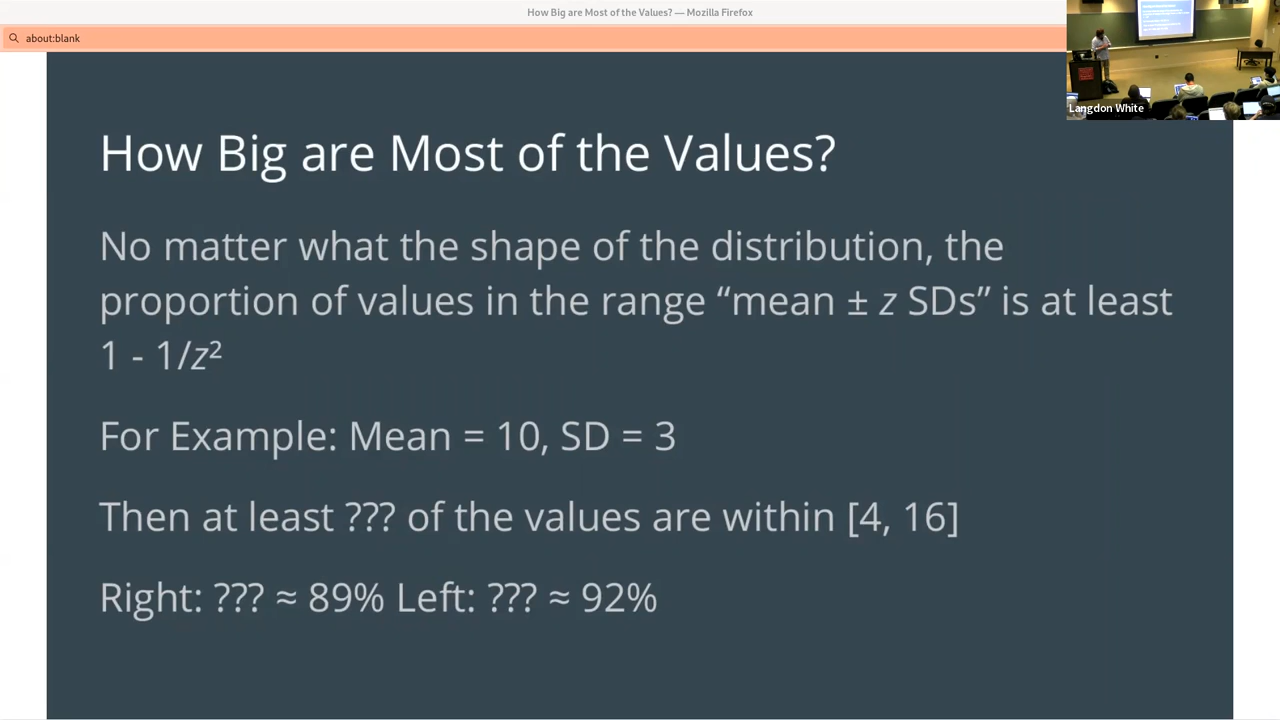 How Big are Most of the Values? — Mozilla Firefox
about:blank
Langdon White
How Big are Most of the Values?
No matter what the shape of the distribution, the
proportion of values in the range “mean ± z SDs” is at least
1 - 1/z²
For Example: Mean = 10, SD = 3
Then at least ??? of the values are within [4, 16]
Right: ??? ≈ 89% Left: ??? ≈ 92%